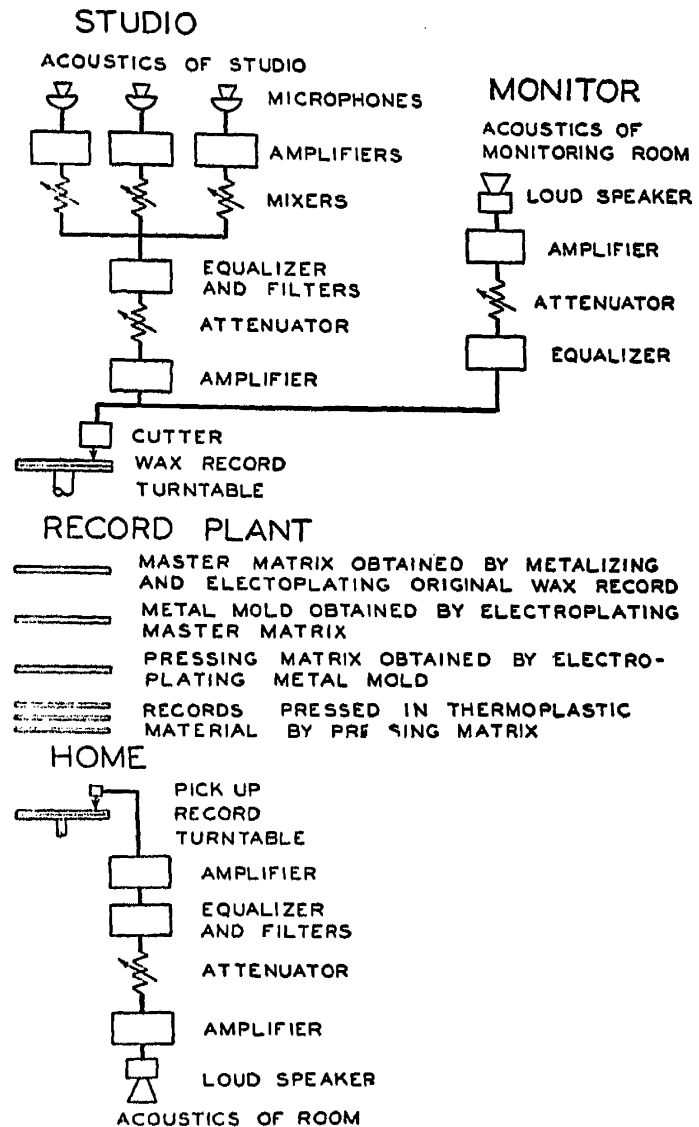 STUDIO
ACOUSTICS OF STUDIO
MICROPHONES
AMPLIFIERS
MIXERS
EQUALIZER
AND FILTERS
ATTENUATOR
AMPLIFIER
MONITOR
ACOUSTICS OF
MONITORING ROOM
LOUD SPEAKER
AMPLIFIER
ATTENUATOR
EQUALIZER
CUTTER
WAX RECORD
TURNTABLE
RECORD PLANT
MASTER MATRIX OBTAINED BY METALIZING
AND ELECTOPLATING ORIGINAL WAX RECORD
METAL MOLD OBTAINED BY ELECTROPLATING
MASTER MATRIX
PRESSING MATRIX OBTAINED BY ELECTRO-
PLATING METAL MOLD
RECORDS PRESSED IN THERMOPLASTIC
MATERIAL BY PRESSING MATRIX
HOME
PICK UP
RECORD
TURNTABLE
AMPLIFIER
EQUALIZER
AND FILTERS
ATTENUATOR
AMPLIFIER
LOUD SPEAKER
ACOUSTICS OF ROOM